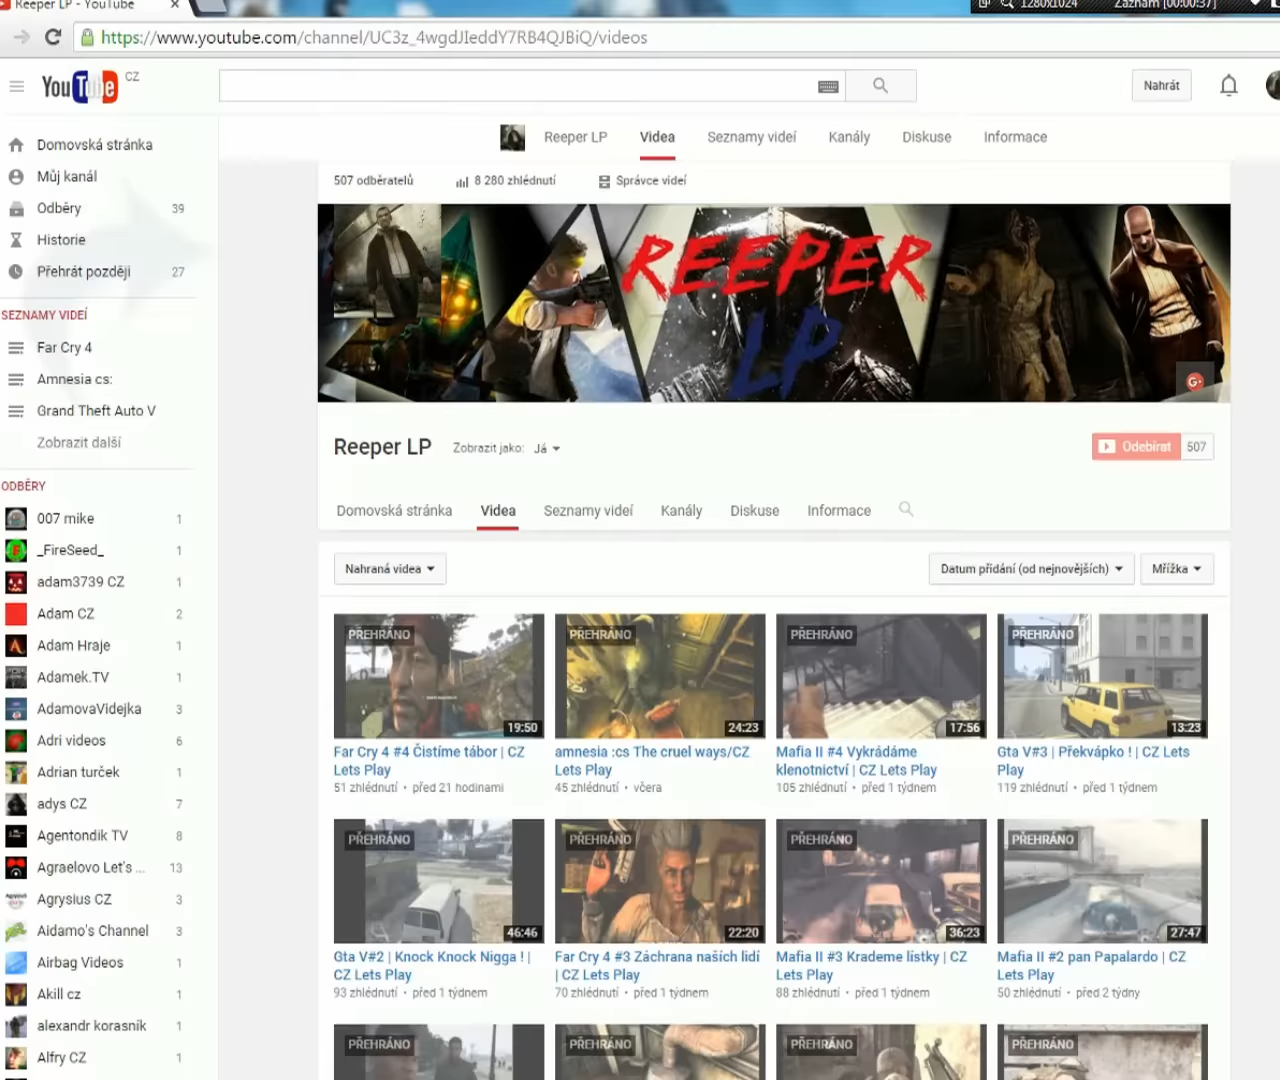 Reeper LP - YouTube
1280x1024
Záznam [00:00:37]
https://www.youtube.com/channel/UC3z_4wgdJIeddY7RB4QJBiQ/videos
YouTube CZ
Nahrát
Reeper LP
Videa
Seznamy videí
Kanály
Diskuse
Informace
507 odběratelů
8 280 zhlédnutí
Správce videí
Domovská stránka
Můj kanál
Odběry 39
Historie
Přehrát později 27
SEZNAMY VIDEÍ
Far Cry 4
Amnesia cs:
Grand Theft Auto V
Zobrazit další
ODBĚRY
007 mike 1
_FireSeed_ 1
adam3739 CZ 1
Adam CZ 2
Adam Hraje 1
Adamek.TV 1
AdamovaVidejka 3
Adri videos 6
Adrian turček 1
adys CZ 7
Agentondik TV 8
Agraelovo Let's ... 13
Agrysius CZ 3
Aidamo's Channel 3
Airbag Videos 1
Akill cz 1
alexandr korasník 1
Alfry CZ 1
REEPER
LP
G+
Reeper LP
Zobrazit jako: Já
Odebírat 507
Domovská stránka
Videa
Seznamy videí
Kanály
Diskuse
Informace
Nahraná videa
Datum přidání (od nejnovějších)
Mřížka
PŘEHRÁNO
19:50
Far Cry 4 #4 Čistíme tábor | CZ
Lets Play
51 zhlédnutí • před 21 hodinami
PŘEHRÁNO
24:23
amnesia :cs The cruel ways/CZ
Lets Play
45 zhlédnutí • včera
PŘEHRÁNO
17:56
Mafia II #4 Vykrádáme
klenotnictví | CZ Lets Play
105 zhlédnutí • před 1 týdnem
PŘEHRÁNO
13:23
Gta V#3 | Překvápko ! | CZ Lets
Play
119 zhlédnutí • před 1 týdnem
PŘEHRÁNO
46:46
Gta V#2 | Knock Knock Nigga ! |
CZ Lets Play
93 zhlédnutí • před 1 týdnem
PŘEHRÁNO
22:20
Far Cry 4 #3 Záchrana naších lidí
| CZ Lets Play
70 zhlédnutí • před 1 týdnem
PŘEHRÁNO
36:23
Mafia II #3 Krademe lístky | CZ
Lets Play
88 zhlédnutí • před 1 týdnem
PŘEHRÁNO
27:47
Mafia II #2 pan Papalardo | CZ
Lets Play
50 zhlédnutí • před 2 týdny
PŘEHRÁNO
PŘEHRÁNO
PŘEHRÁNO
PŘEHRÁNO